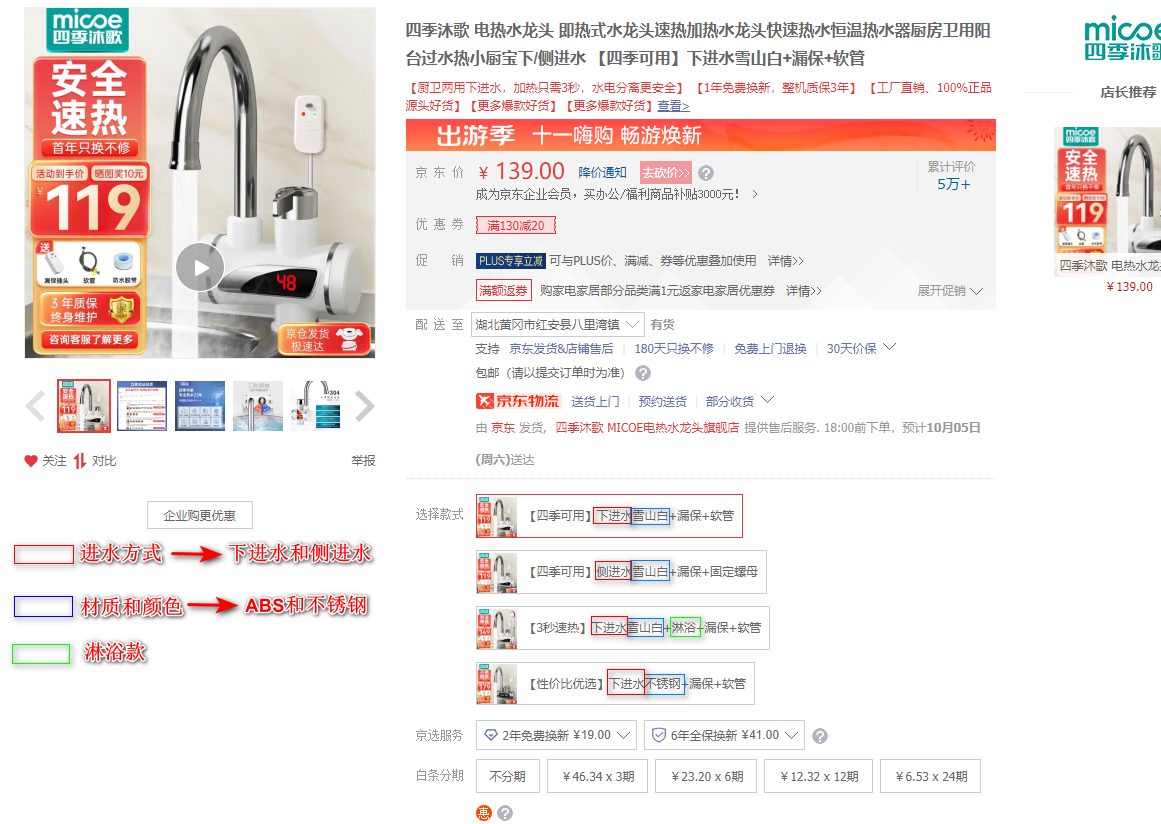 micoe
四季沐歌
安全
速热
首年只换不修
活动到手价
晒图奖10元
119
送
漏保插头
软管
防水胶带
3年质保
终身维护
咨询客服了解更多
48
京仓发货
极速达
关注
对比
举报
企业购更优惠
进水方式
下进水和侧进水
材质和颜色
ABS和不锈钢
淋浴款
四季沐歌 电热水龙头 即热式水龙头速热加热水龙头快速热水恒温热水器厨房卫用阳
台过水热小厨宝下/侧进水 【四季可用】下进水雪山白+漏保+软管
【厨卫两用下进水,加热只需3秒,水电分离更安全】 【1年免费换新,整机质保3年】 【工厂直销、100%正品
源头好货】【更多爆款好货】【更多爆款好货】查看>
出游季 十一嗨购 畅游焕新
京东价 ¥ 139.00 降价通知 去砍价>> ?
累计评价
5万+
成为京东企业会员,买办公/福利商品补贴3000元! >
优惠券 满130减20
促销 PLUS专享立减 可与PLUS价、满减、券等优惠叠加使用 详情>>
满额返券 购家电家居部分品类满1元返家电家居优惠券 详情>>
展开促销
配送至 湖北黄冈市红安县八里湾镇 有货
支持 京东发货&店铺售后 180天只换不修 免费上门退换 30天价保
包邮(请以提交订单时为准) ?
京东物流 送货上门 预约送货 部分收货
由 京东 发货, 四季沐歌 MICOE电热水龙头旗舰店 提供售后服务. 18:00前下单,预计10月05日
(周六)送达
选择款式
【四季可用】下进水雪山白+漏保+软管
【四季可用】侧进水雪山白+漏保+固定螺母
【3秒速热】下进水雪山白+淋浴+漏保+软管
【性价比优选】下进水不锈钢+漏保+软管
京选服务 2年免费换新 ¥19.00 6年全保换新 ¥41.00 ?
白条分期 不分期 ¥46.34 x 3期 ¥23.20 x 6期 ¥12.32 x 12期 ¥6.53 x 24期
惠 ?
店长推荐
micoe
四季沐歌
安全
速热
首年只换不修
119
四季沐歌 电热水龙
¥139.00